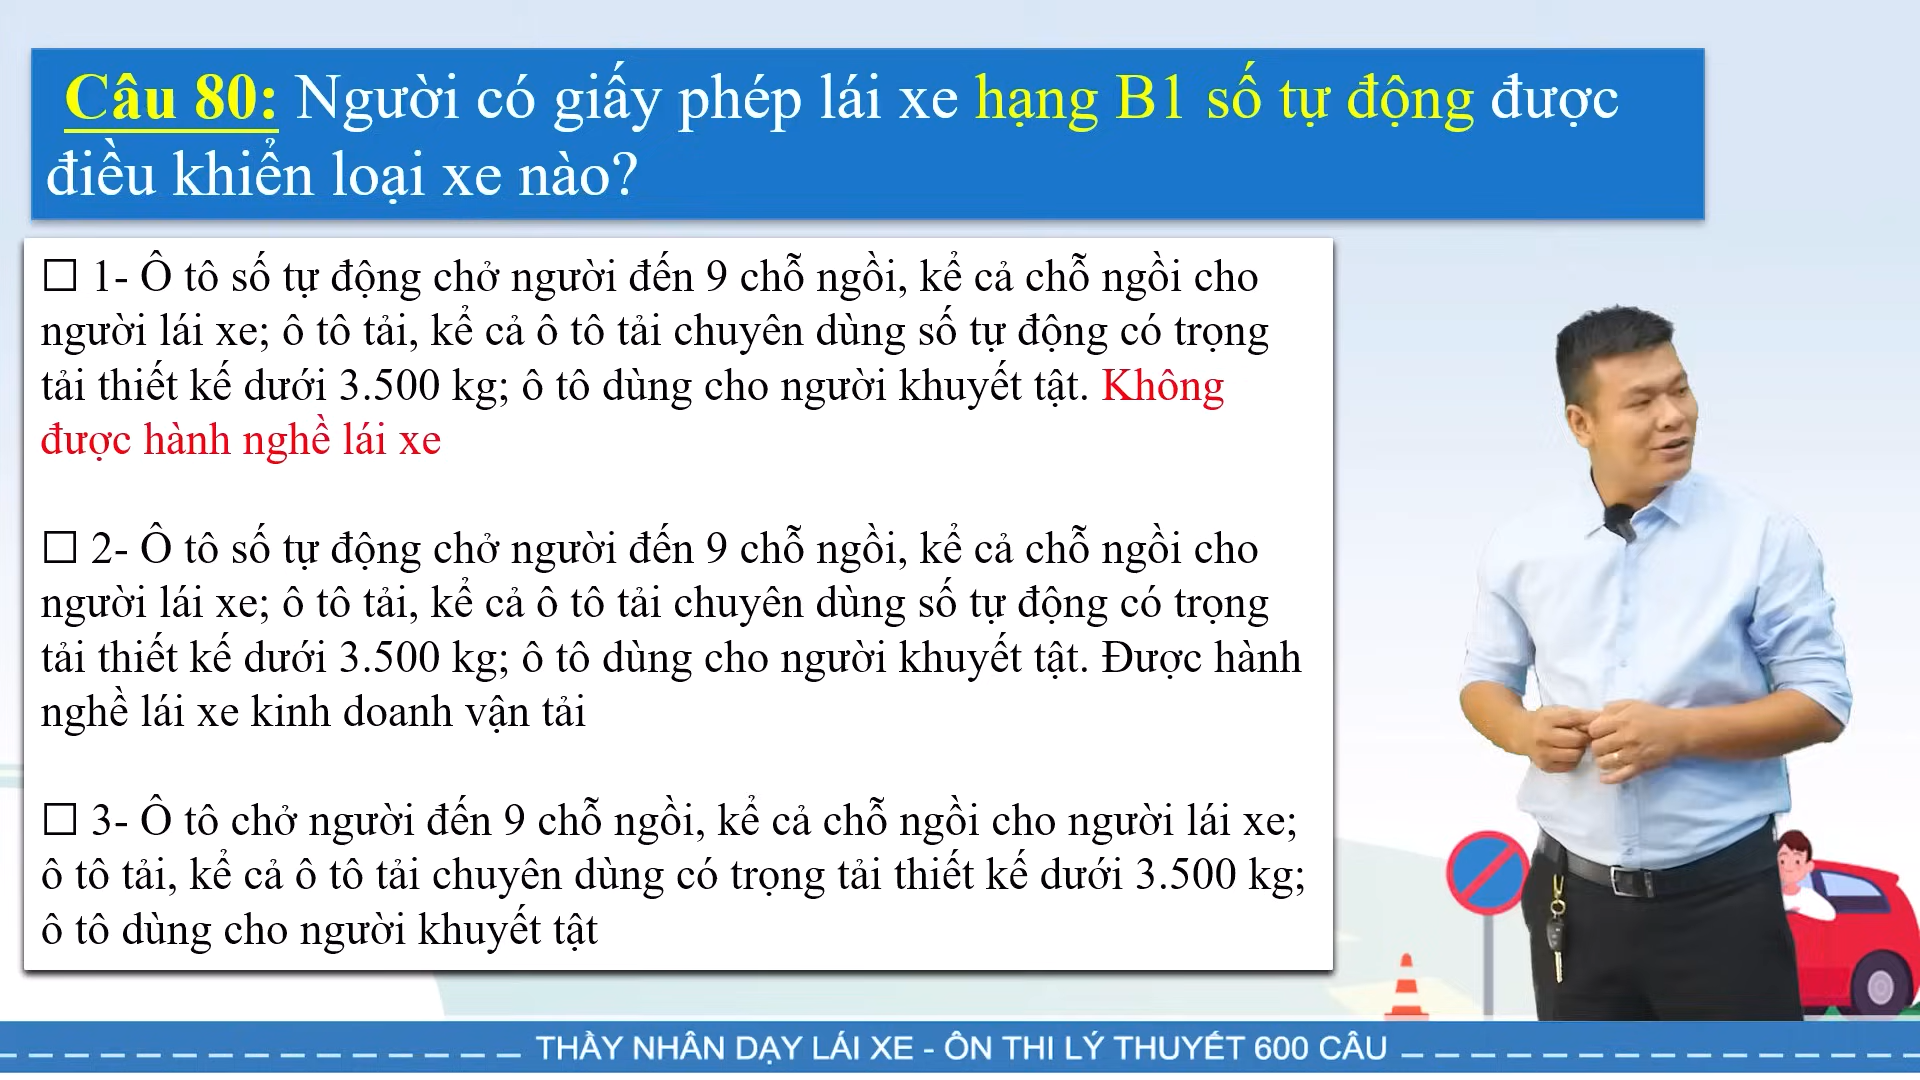 Câu 80: Người có giấy phép lái xe hạng B1 số tự động được
điều khiển loại xe nào?
☐ 1- Ô tô số tự động chở người đến 9 chỗ ngồi, kể cả chỗ ngồi cho
người lái xe; ô tô tải, kể cả ô tô tải chuyên dùng số tự động có trọng
tải thiết kế dưới 3.500 kg; ô tô dùng cho người khuyết tật. Không
được hành nghề lái xe
☐ 2- Ô tô số tự động chở người đến 9 chỗ ngồi, kể cả chỗ ngồi cho
người lái xe; ô tô tải, kể cả ô tô tải chuyên dùng số tự động có trọng
tải thiết kế dưới 3.500 kg; ô tô dùng cho người khuyết tật. Được hành
nghề lái xe kinh doanh vận tải
☐ 3- Ô tô chở người đến 9 chỗ ngồi, kể cả chỗ ngồi cho người lái xe;
ô tô tải, kể cả ô tô tải chuyên dùng có trọng tải thiết kế dưới 3.500 kg;
ô tô dùng cho người khuyết tật
THẦY NHÂN DẠY LÁI XE - ÔN THI LÝ THUYẾT 600 CÂU